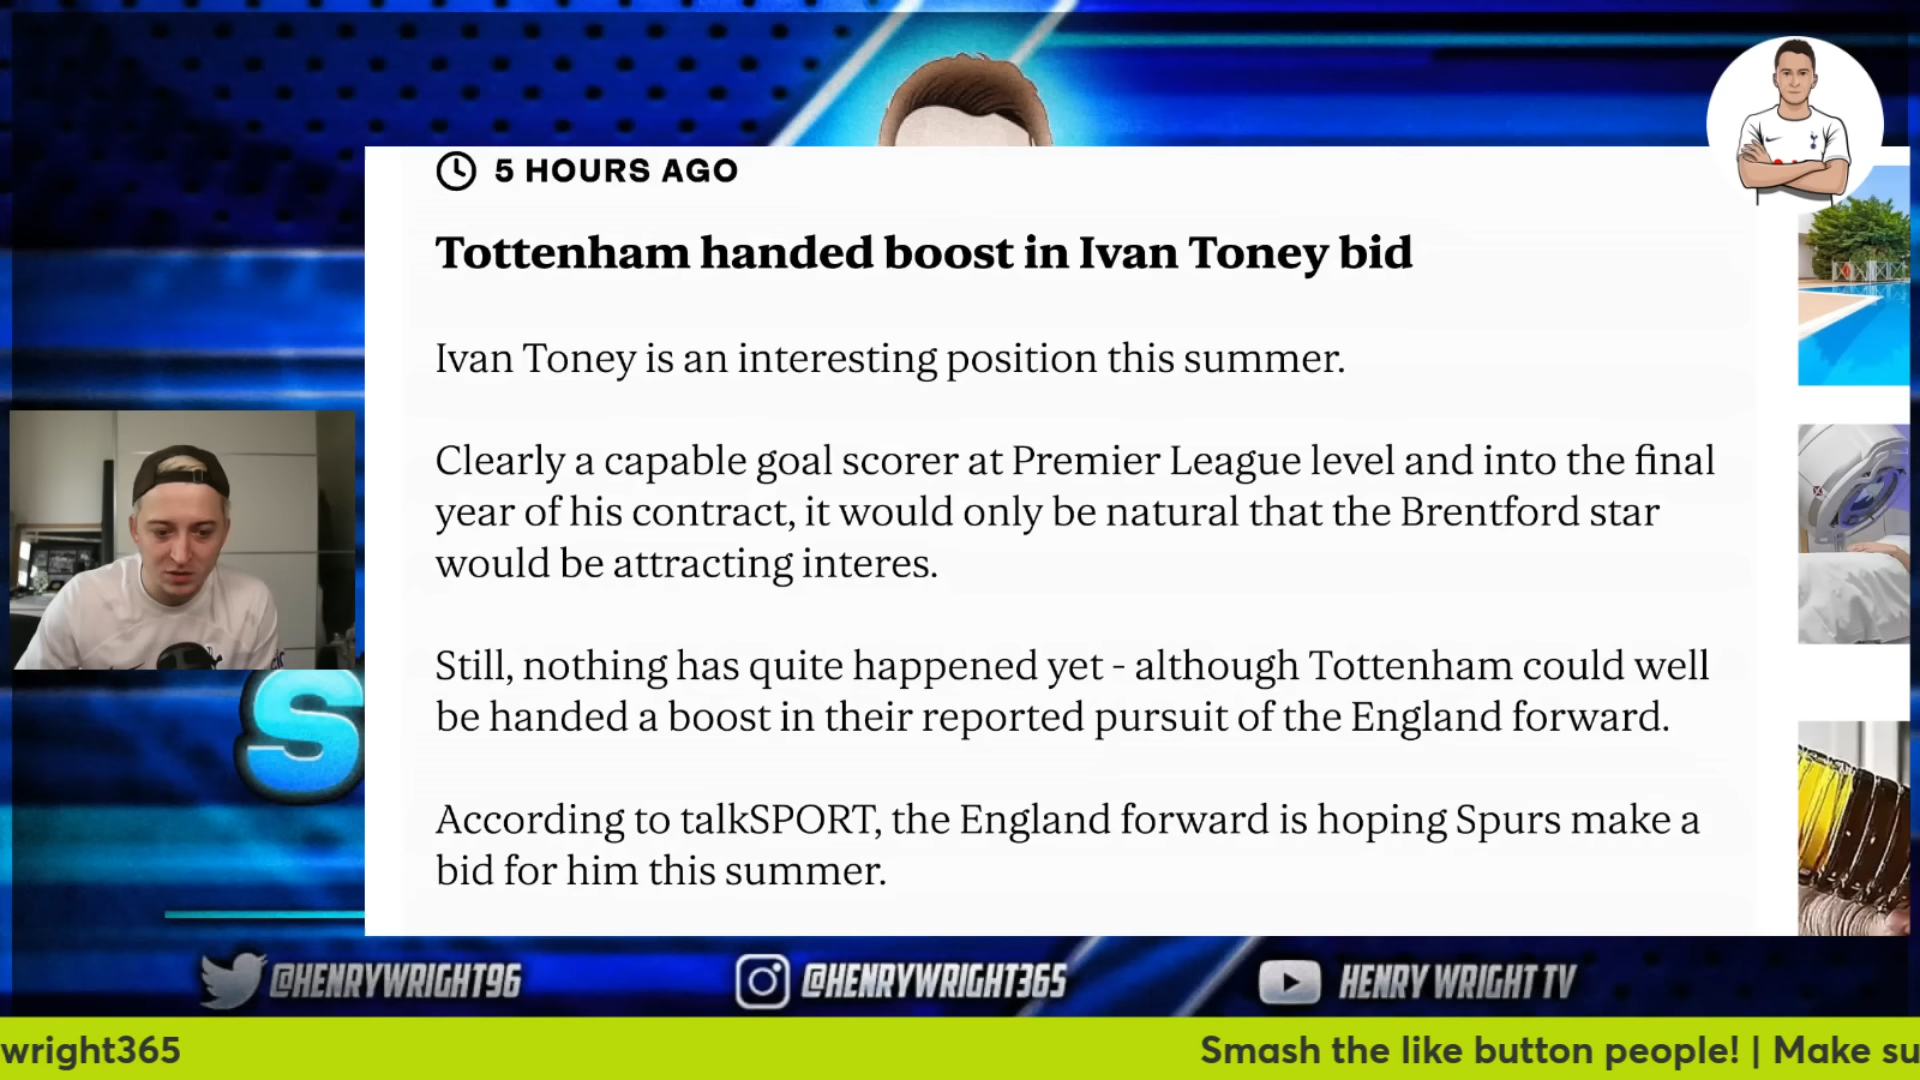 5 HOURS AGO
Tottenham handed boost in Ivan Toney bid
Ivan Toney is an interesting position this summer.
Clearly a capable goal scorer at Premier League level and into the final
year of his contract, it would only be natural that the Brentford star
would be attracting interes.
Still, nothing has quite happened yet - although Tottenham could well
be handed a boost in their reported pursuit of the England forward.
According to talkSPORT, the England forward is hoping Spurs make a
bid for him this summer.
S
@HENRYWRIGHT96
@HENRYWRIGHT365
HENRY WRIGHT TV
wright365
Smash the like button people! | Make su